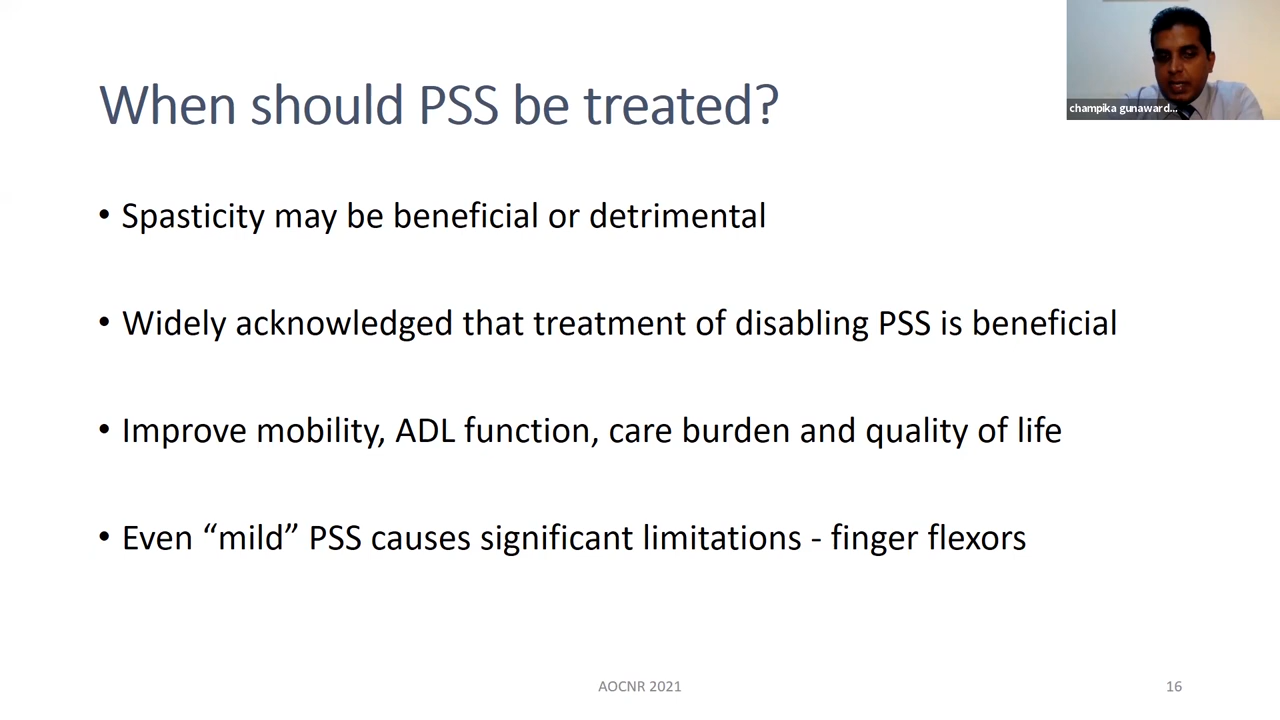 champika gunaward...
When should PSS be treated?
• Spasticity may be beneficial or detrimental
• Widely acknowledged that treatment of disabling PSS is beneficial
• Improve mobility, ADL function, care burden and quality of life
• Even “mild” PSS causes significant limitations - finger flexors
AOCNR 2021
16